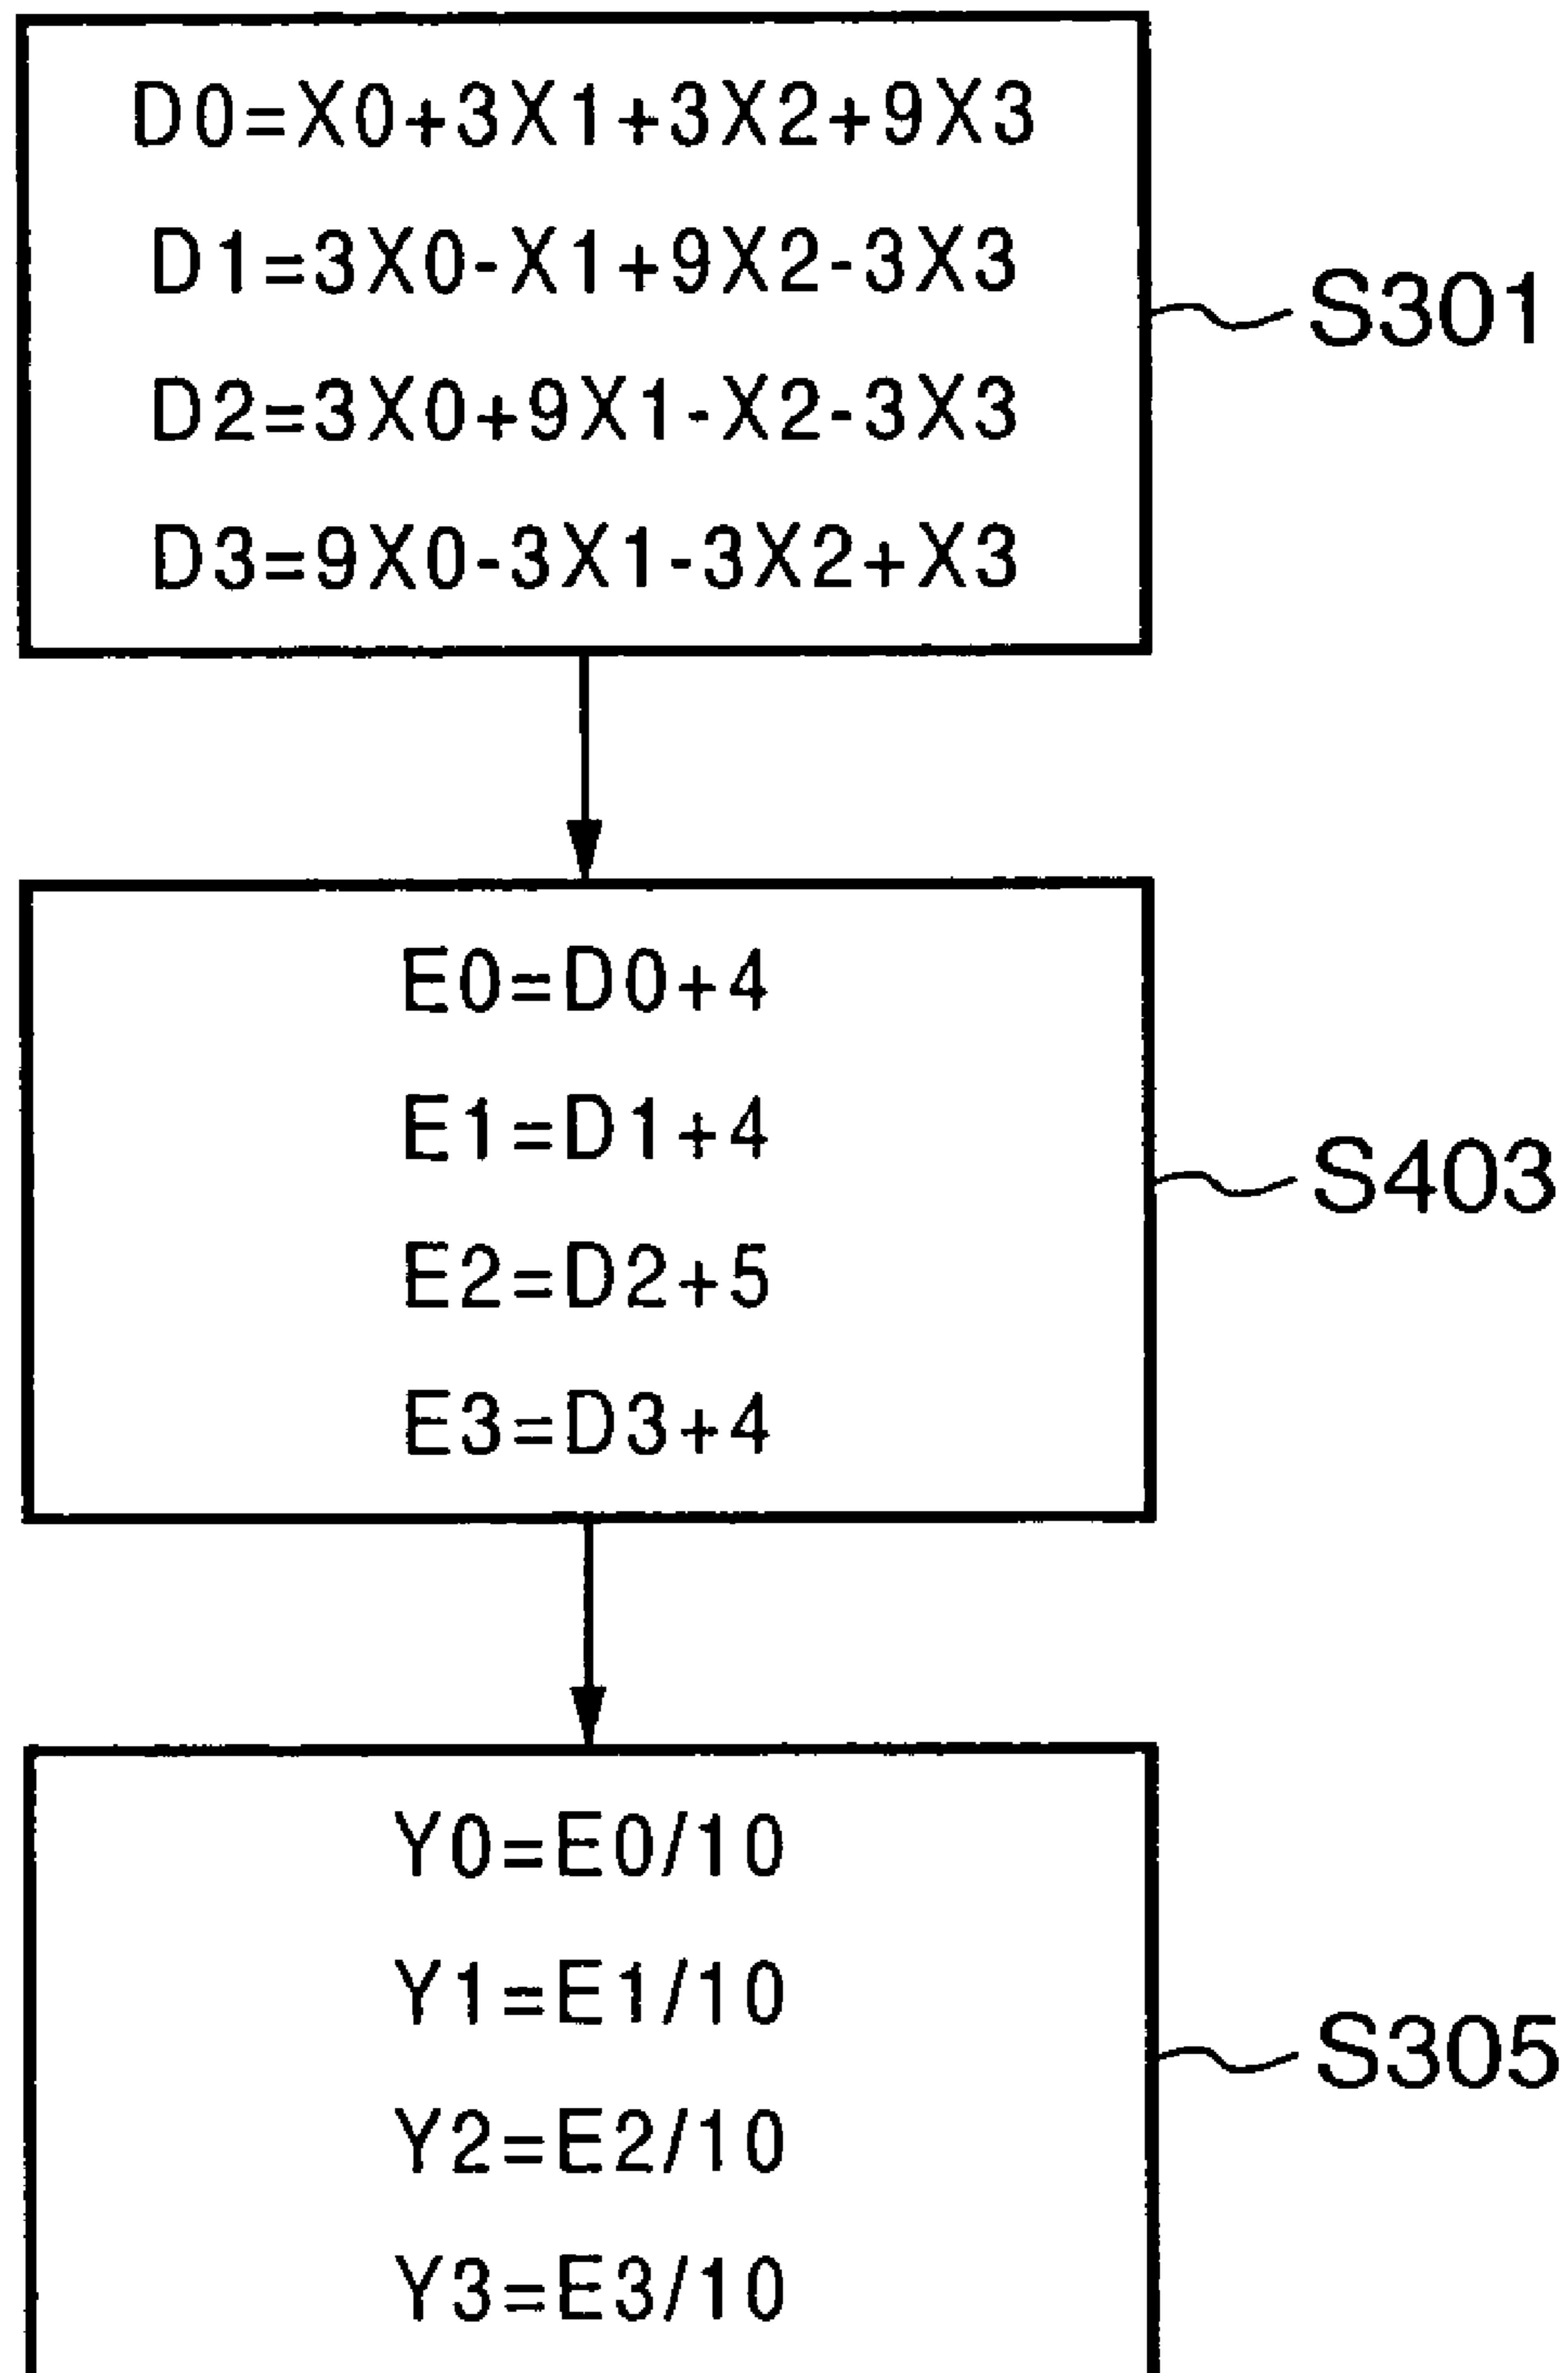 D0=X0+3X1+3X2+9X3
D1=3X0-X1+9X2-3X3
D2=3X0+9X1-X2-3X3
D3=9X0-3X1-3X2+X3
S301
E0=D0+4
E1=D1+4
E2=D2+5
E3=D3+4
S403
Y0=E0/10
Y1=E1/10
Y2=E2/10
Y3=E3/10
S305